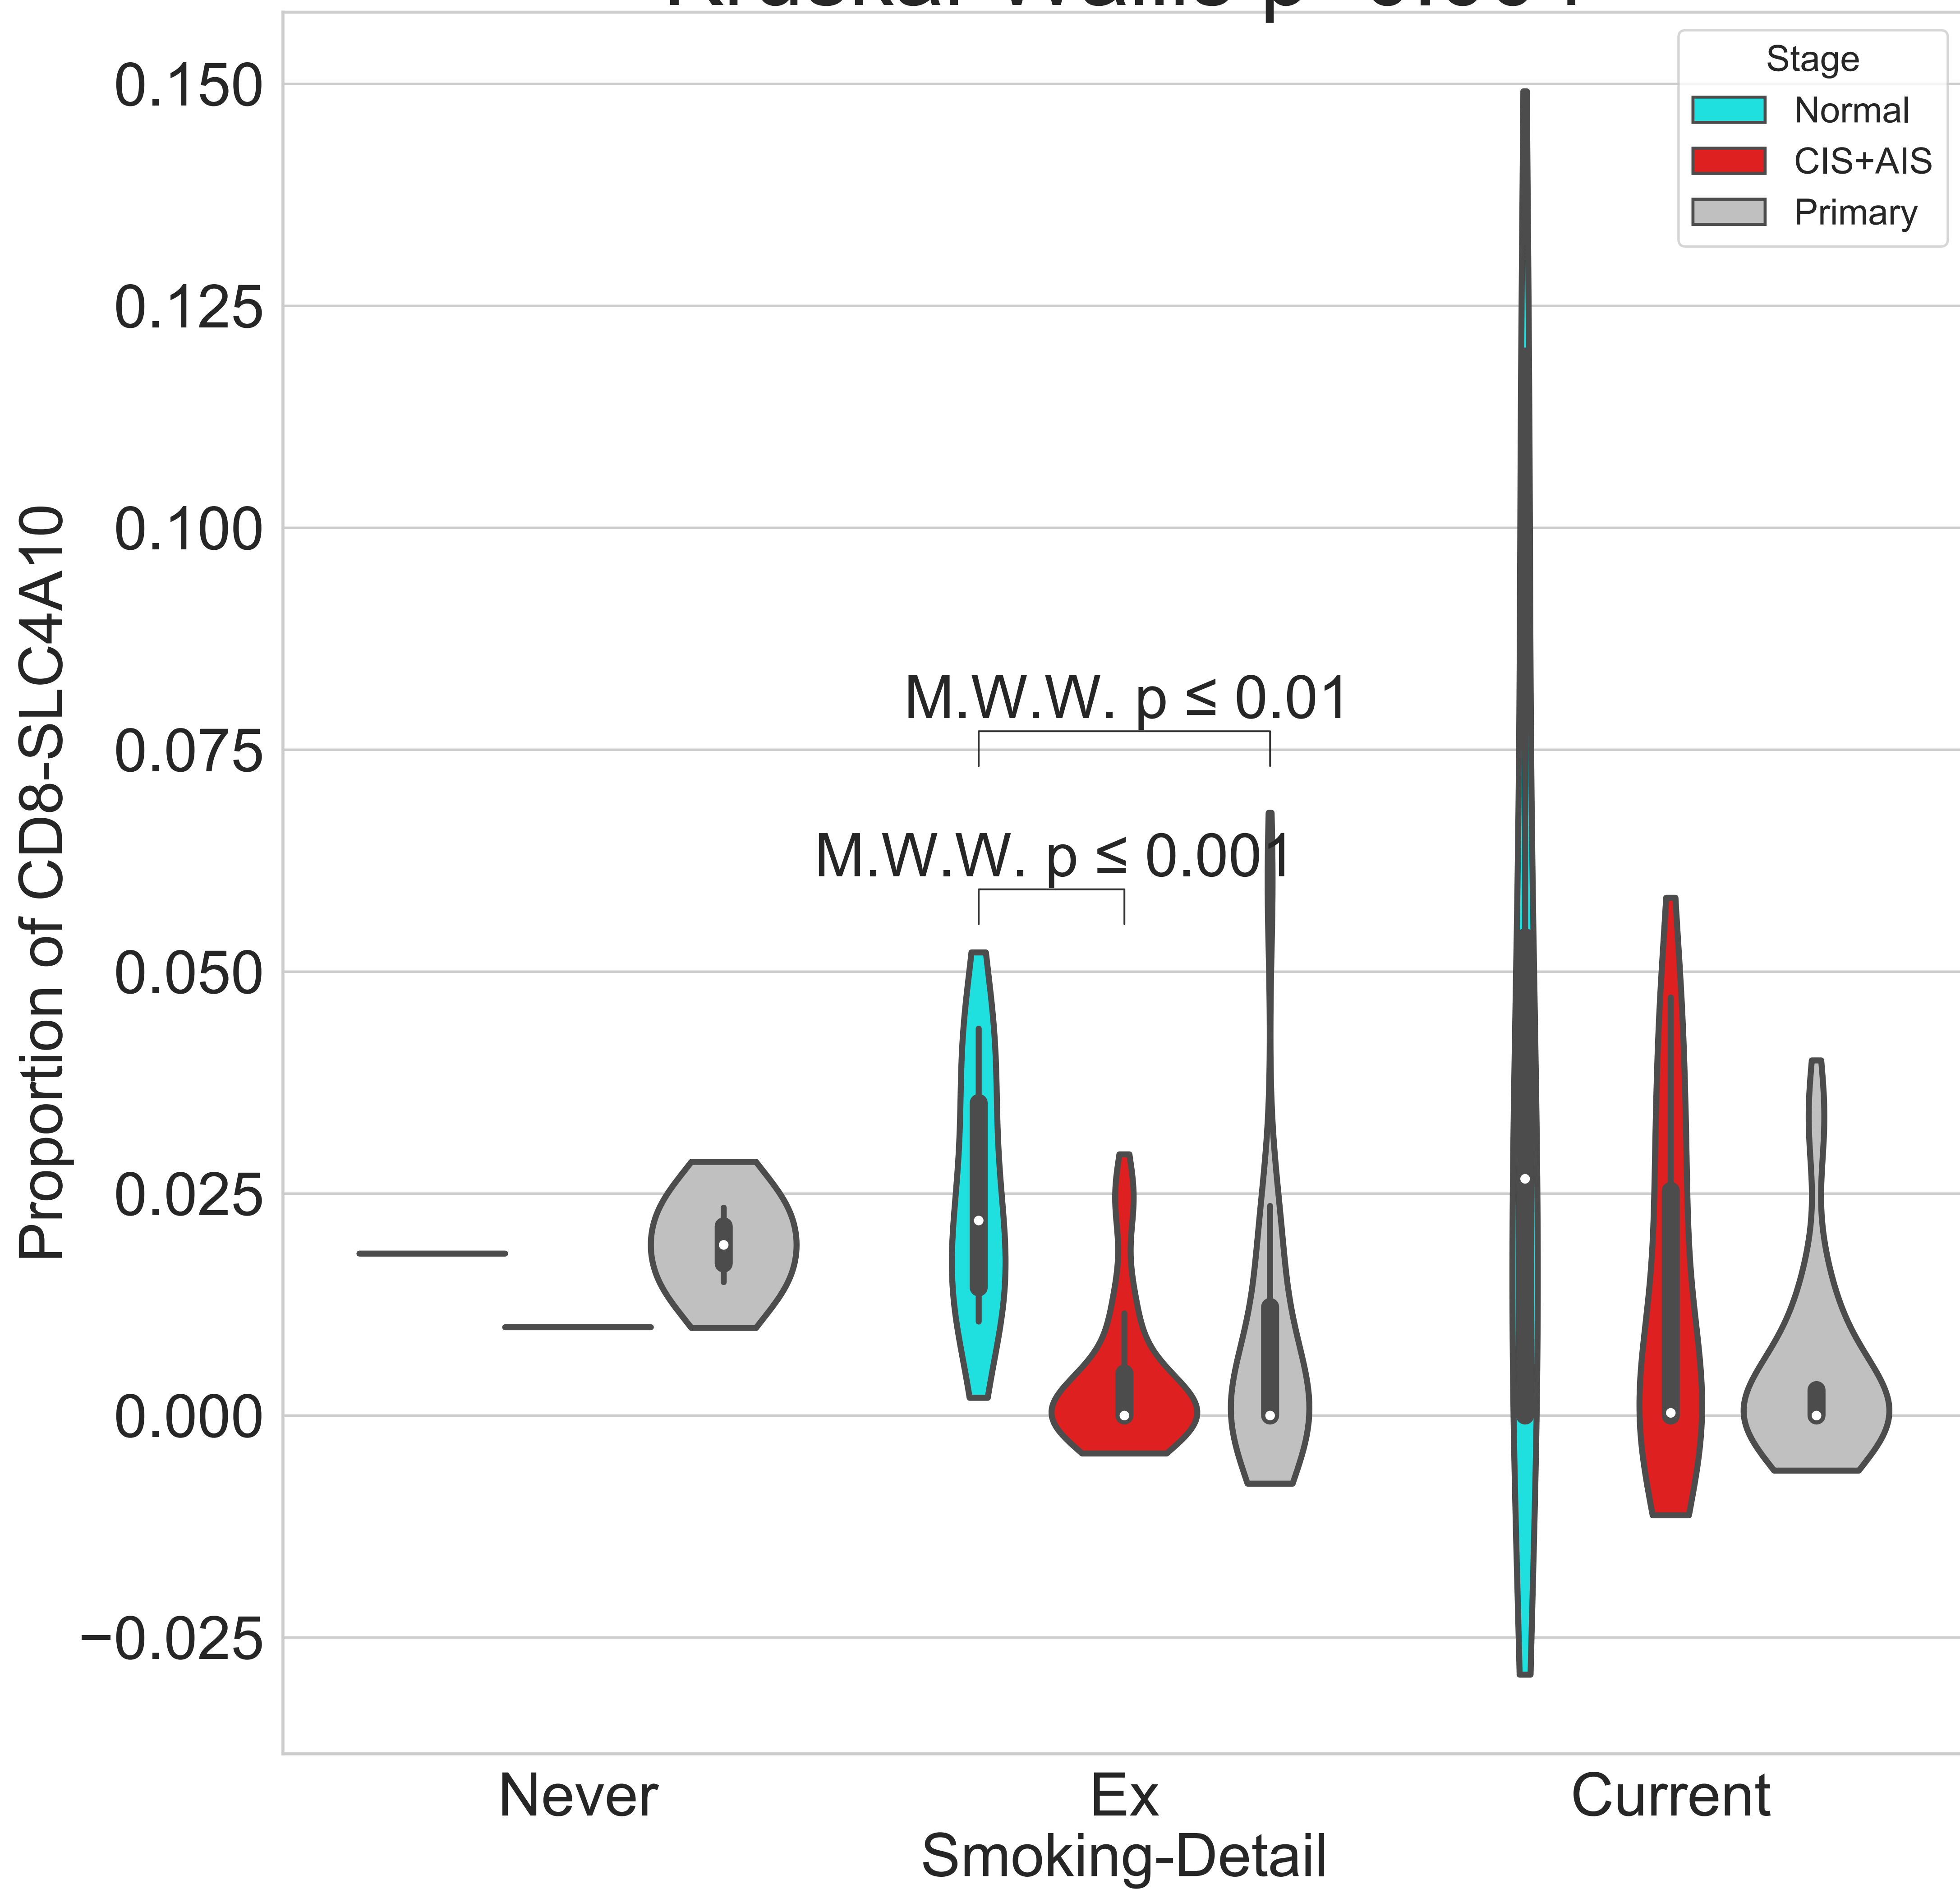 Stage
Normal
CIS+AIS
Primary
0.150
0.125
0.100
0.075
0.050
0.025
0.000
−0.025
Proportion of CD8-SLC4A10
M.W.W. p ≤ 0.01
M.W.W. p ≤ 0.001
Never
Ex
Current
Smoking-Detail